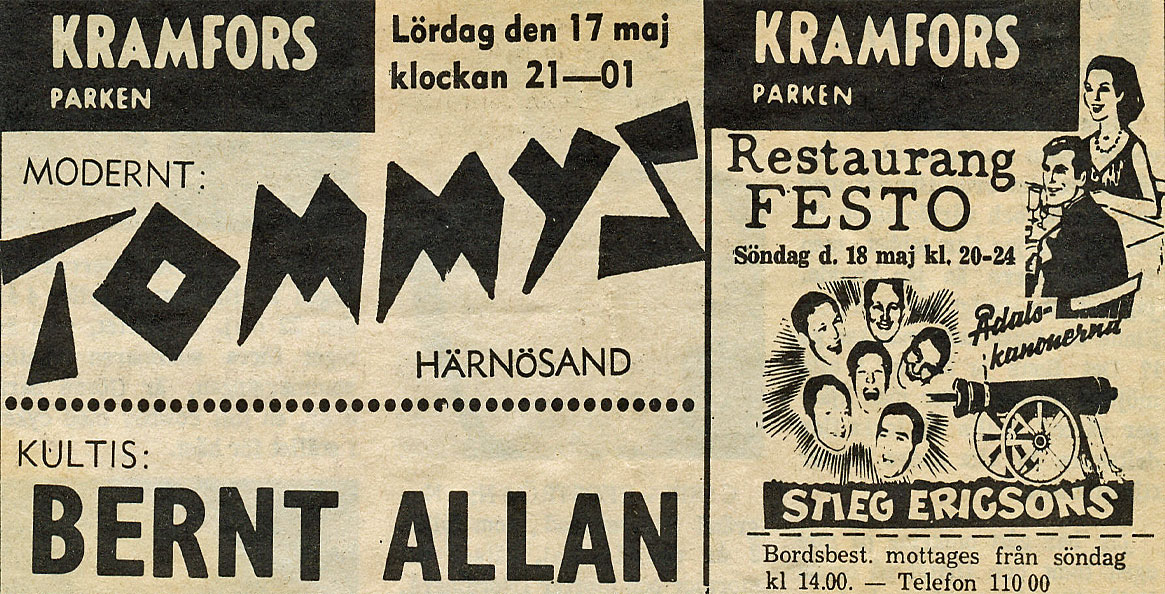 KRAMFORS
PARKEN
Lördag den 17 maj
klockan 21—01
MODERNT:
TOMMYS
HÄRNÖSAND
KULTIS:
BERNT ALLAN
KRAMFORS
PARKEN
Restaurang
FESTO
Söndag d. 18 maj kl. 20-24
Ådals-
kanonerna
STIEG ERICSONS
Bordsbest. mottages från söndag
kl 14.00. — Telefon 110 00